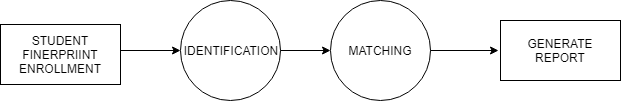 STUDENT
FINERPRIINT
ENROLLMENT
IDENTIFICATION
MATCHING
GENERATE
REPORT